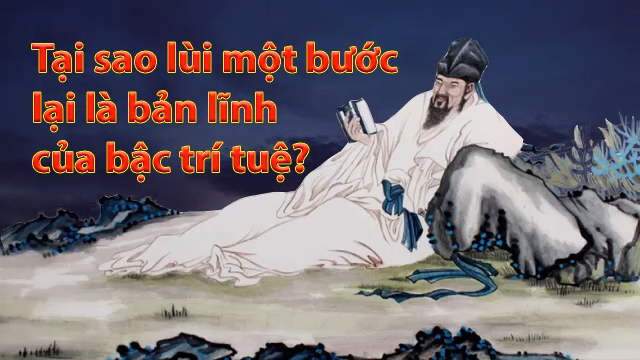 Tại sao lùi một bước
lại là bản lĩnh
của bậc trí tuệ?